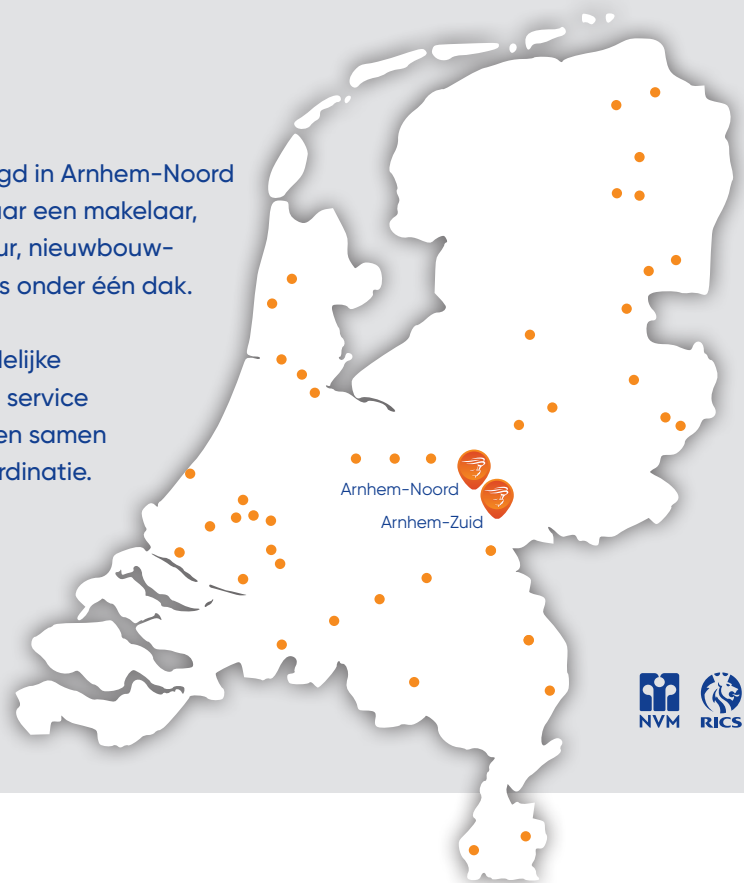 gd in Arnhem-Noord
ar een makelaar,
ur, nieuwbouw-
s onder één dak.
delijke
service
en samen
rdinatie.
Arnhem-Noord
Arnhem-Zuid
NVM
RICS